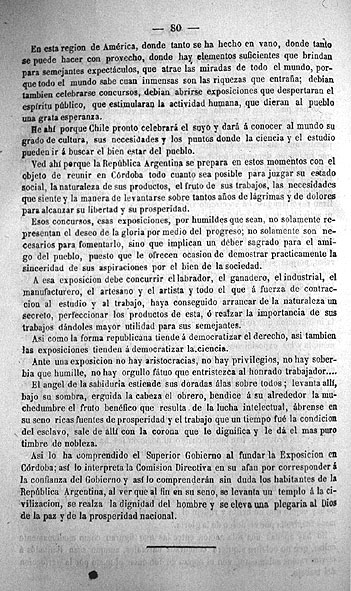 — 80 —
En esta region de América, donde tanto se ha hecho en vano, donde tanto
se puede hacer con provecho, donde hay elementos suficientes que brindan
para semejantes espectáculos, que atrae las miradas de todo el mundo, por-
que todo el mundo sabe cuan inmensas son las riquezas que entraña; debian
tambien celebrarse concursos, debian abrirse exposiciones que despertaran el
espíritu público, que estimularan la actividad humana, que dieran al pueblo
una grata esperanza.
He ahí porque Chile pronto celebrará el suyo y dará á conocer al mundo su
grado de cultura, sus necesidades y los puntos donde la ciencia y el estudio
pueden ir á buscar el bien estar del pueblo.
Ved ahí porque la República Argentina se prepara en estos momentos con el
objeto de reunir en Córdoba todo cuanto sea posible para juzgar su estado
social, la naturaleza de sus productos, el fruto de sus trabajos, las necesidades
que siente y la manera de levantarse sobre tantos años de lágrimas y de dolores
para alcanzar su libertad y su prosperidad.
Esos concursos, esas exposiciones, por humildes que sean, no solamente re-
presentan el deseo de la gloria por medio del progreso; no solamente son ne-
cesarios para fomentarlo, sino que implican un déber sagrado para el ami-
go del pueblo, puesto que le ofrecen ocasion de demostrar practicamente la
sinceridad de sus aspiraciones por el bien de la sociedad.
A esa exposicion debe concurrir el labrador, el ganadero, el industrial, el
manufacturero, el artesano y el artista y todo el que á fuerza de contrac-
cion al estudio y al trabajo, haya conseguido arrancar de la naturaleza un
secreto, perfeccionar los productos de esta, ó realzar la importancia de sus
trabajos dándoles mayor utilidad para sus semejantes.
Asi como la forma republicana tiende á democratizar el derecho, asi tambien
las exposiciones tienden á democratizar la ciencia.
Ante una exposicion no hay aristocracias, no hay privilegios, no hay sober-
bia que humille, no hay orgullo fátuo que entristezca al honrado trabajador....
El angel de la sabiduria estiende sus doradas álas sobre todos; levanta allí,
bajo su sombra, erguida la cabeza el obrero, bendice á su alrededor la mu-
chedumbre el fruto benéfico que resulta de la lucha intelectual, ábrense en
su seno ricas fuentes de prosperidad y el trabajo que un tiempo fué la condicion
del esclavo, sale de allí con la corona que le dignifica y le dá el mas puro
timbre de nobleza.
Asi lo ha comprendido el Superior Gobierno al fundar la Exposicion en
Córdoba; así lo interpreta la Comision Directiva en su afan por corresponder á
la confianza del Gobierno y así lo comprenderán sin duda los habitantes de la
República Argentina, al ver que al fin en su seno, se levanta un templo á la ci-
vilizacion, se realza la dignidad del hombre y se eleva una plegaria al Dios
de la paz y de la prosperidad nacional.